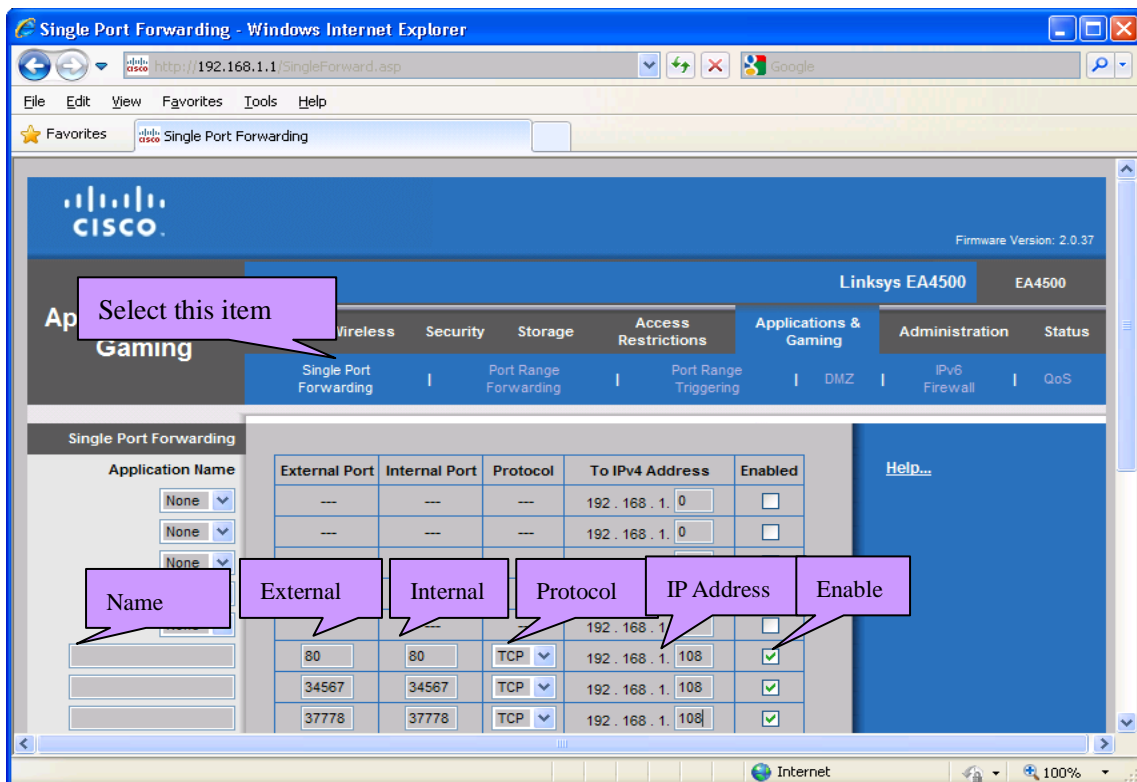 Single Port Forwarding - Windows Internet Explorer
http://192.168.1.1/SingleForward.asp
Google
File Edit View Favorites Tools Help
Favorites
Single Port Forwarding
CISCO
Firmware Version: 2.0.37
Linksys EA4500
EA4500
Select this item
Gaming
Wireless
Security
Storage
Access Restrictions
Applications & Gaming
Administration
Status
Single Port Forwarding | Port Range Forwarding | Port Range Triggering | DMZ | IPv6 Firewall | QoS
Single Port Forwarding
Application Name
External Port Internal Port Protocol To IPv4 Address Enabled
Help...
None --- --- --- 192 . 168 . 1. 0
None --- --- --- 192 . 168 . 1. 0
None
Name
External
Internal
Protocol
IP Address
Enable
192 . 168 . 1.
80 80 TCP 192 . 168 . 1. 108
34567 34567 TCP 192 . 168 . 1. 108
37778 37778 TCP 192 . 168 . 1. 108
Internet
100%